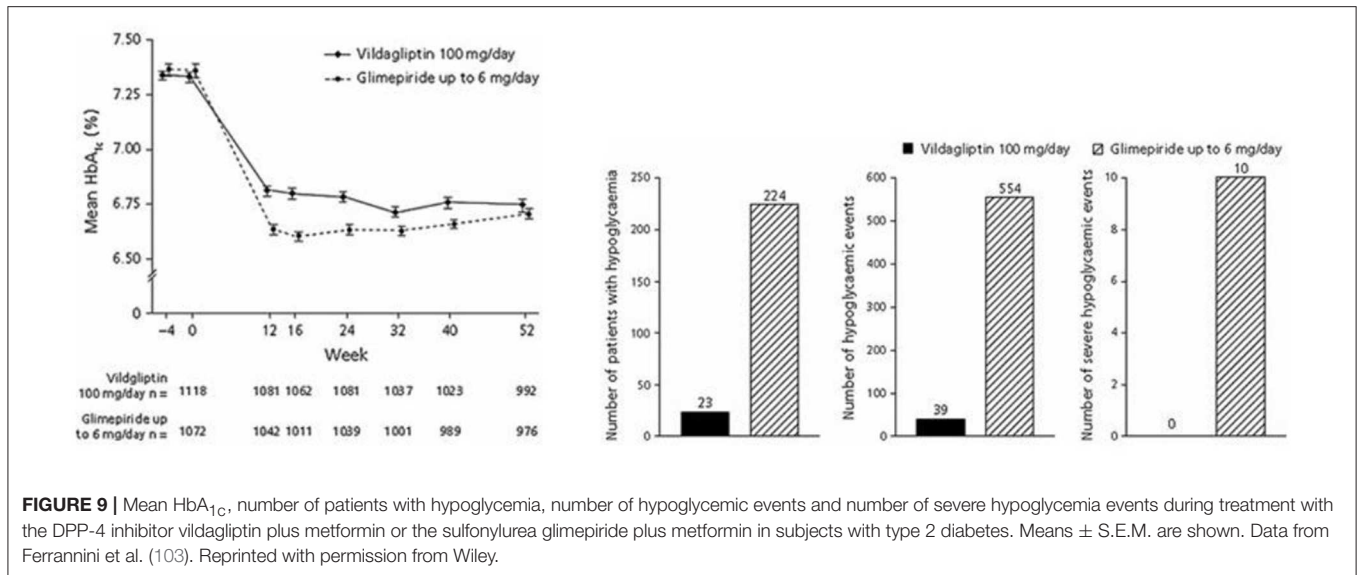 7.50
7.25
7.00
6.75
6.50
0
Mean HbA1c (%)
Vildagliptin 100 mg/day
Glimepiride up to 6 mg/day
−4 0 12 16 24 32 40 52
Week
Vildgliptin
100 mg/day n = 1118 1081 1062 1081 1037 1023 992
Glimepiride up
to 6 mg/day n = 1072 1042 1011 1039 1001 989 976
Vildagliptin 100 mg/day Glimepiride up to 6 mg/day
Number of patients with hypoglycaemia
250
200
150
100
50
0
23
224
Number of hypoglycaemic events
600
500
400
300
200
100
0
39
554
Number of severe hypoglycaemic events
10
8
6
4
2
0
0
10
FIGURE 9 | Mean HbA1c, number of patients with hypoglycemia, number of hypoglycemic events and number of severe hypoglycemia events during treatment with
the DPP-4 inhibitor vildagliptin plus metformin or the sulfonylurea glimepiride plus metformin in subjects with type 2 diabetes. Means ± S.E.M. are shown. Data from
Ferrannini et al. (103). Reprinted with permission from Wiley.